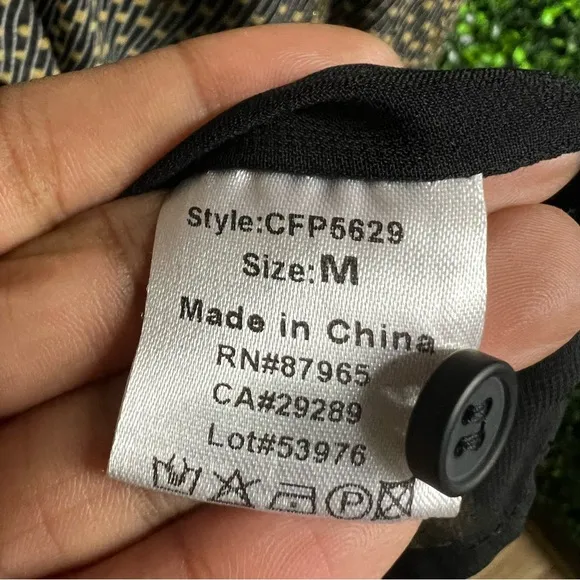 Style:CFP5629
Size:M
Made in China
RN#87965
CA#29289
Lot#53976
P